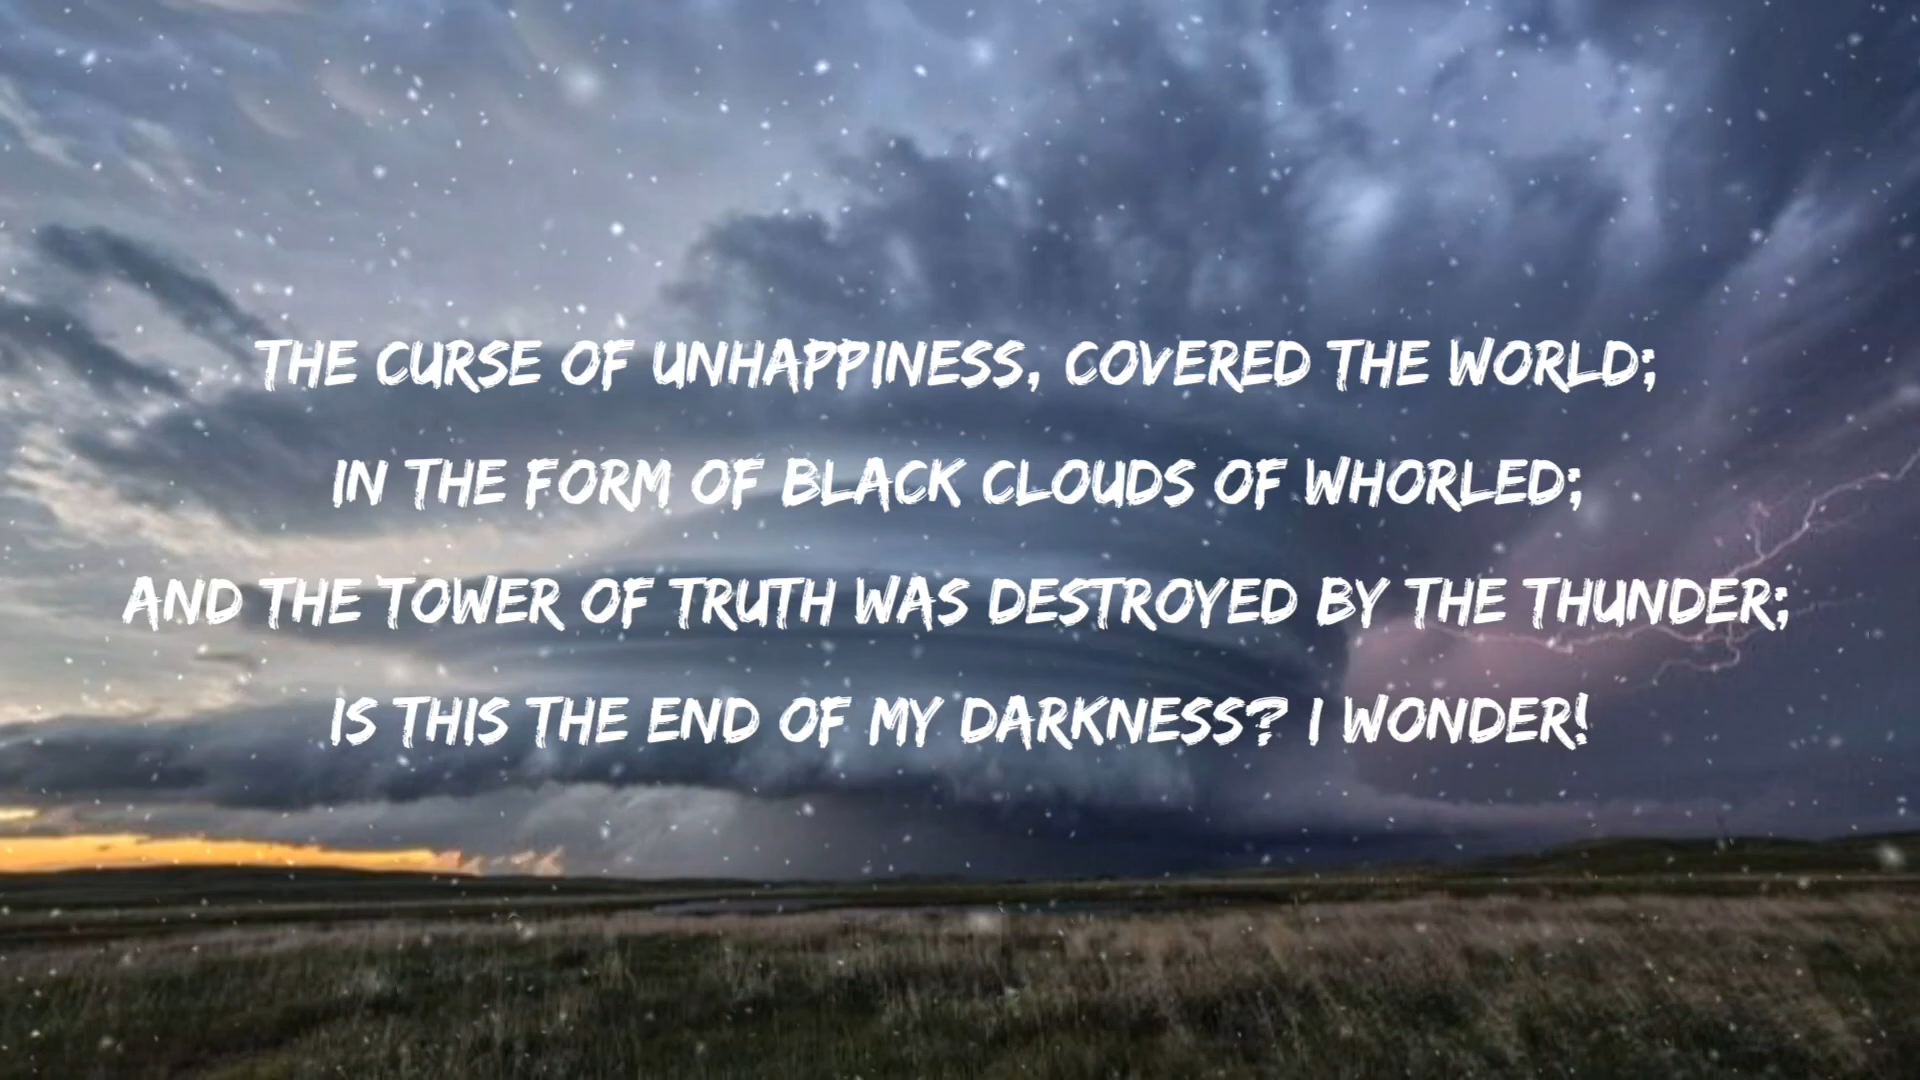 THE CURSE OF UNHAPPINESS, COVERED THE WORLD;
IN THE FORM OF BLACK CLOUDS OF WHORLED;
AND THE TOWER OF TRUTH WAS DESTROYED BY THE THUNDER;
IS THIS THE END OF MY DARKNESS? I WONDER!